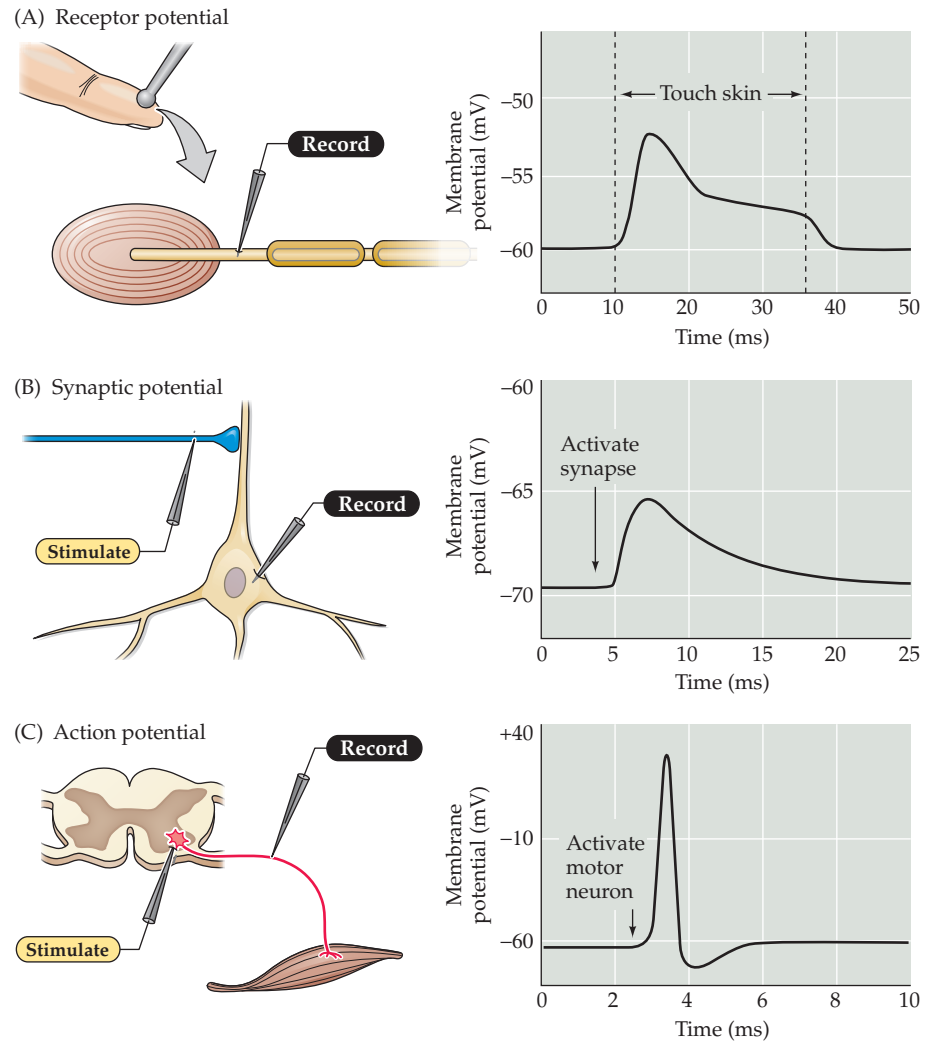 (A) Receptor potential
Record
Membrane
potential (mV)
–50
–55
–60
Touch skin
0 10 20 30 40 50
Time (ms)
(B) Synaptic potential
Stimulate
Record
Membrane
potential (mV)
–60
–65
–70
Activate
synapse
0 5 10 15 20 25
Time (ms)
(C) Action potential
Record
Stimulate
Membrane
potential (mV)
+40
–10
–60
Activate
motor
neuron
0 2 4 6 8 10
Time (ms)